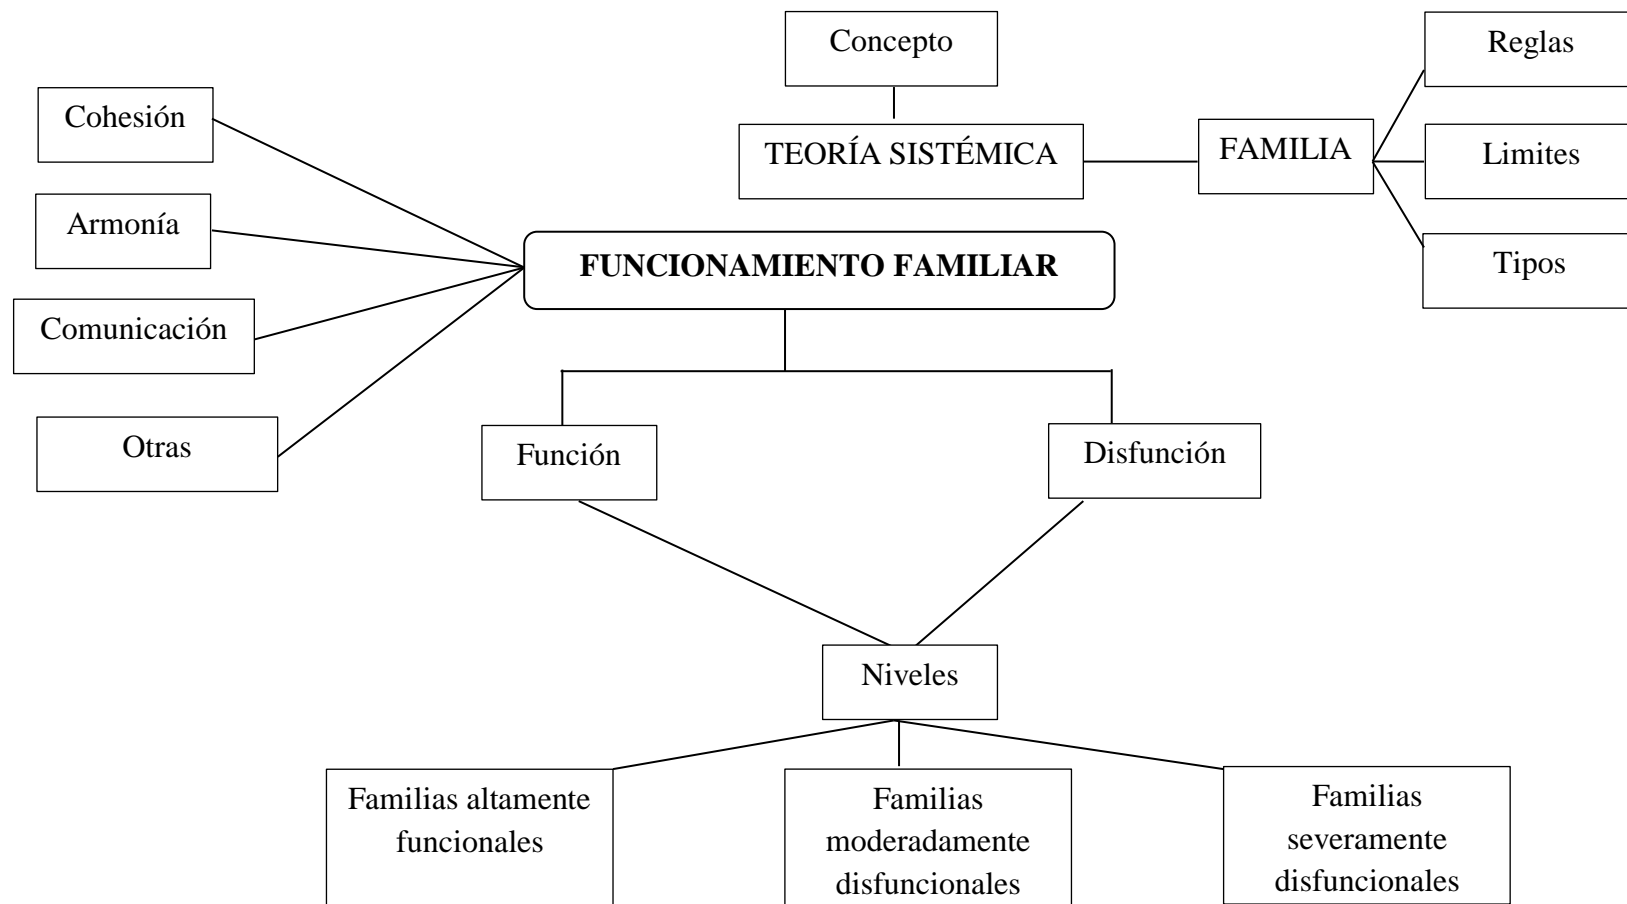 Concepto
Reglas
Cohesión
TEORÍA SISTÉMICA
FAMILIA
Limites
Armonía
FUNCIONAMIENTO FAMILIAR
Tipos
Comunicación
Otras
Función
Disfunción
Niveles
Familias altamente
funcionales
Familias
moderadamente
disfuncionales
Familias
severamente
disfuncionales